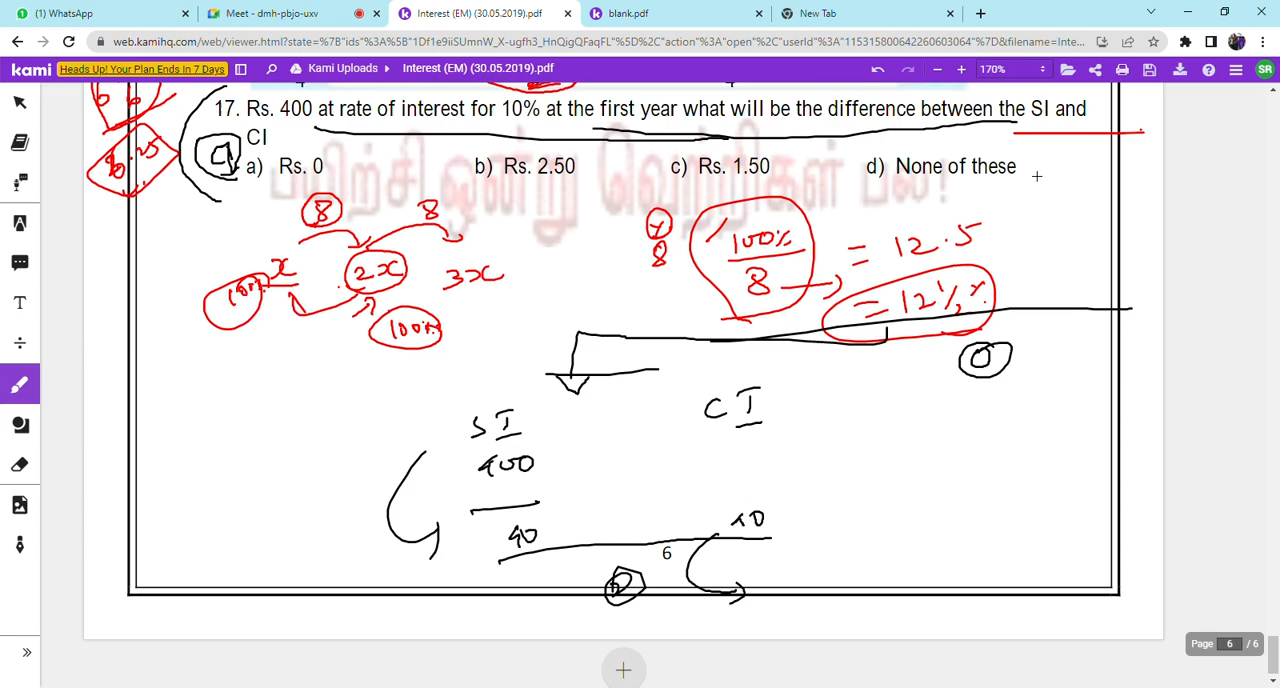 (1) WhatsApp
Meet - dmh-pbjo-uxv
Interest (EM) (30.05.2019).pdf
blank.pdf
New Tab
web.kamihq.com/web/viewer.html?state=%7B"ids"%3A%5B"1Df1e9iiSUmnW_X-ugfh3_HnQigQFaqFL"%5D%2C"action"%3A"open"%2C"userId"%3A"115315800642260603064"%7D&filename=Inte...
kami
Heads Up! Your Plan Ends In 7 Days
Kami Uploads
Interest (EM) (30.05.2019).pdf
170%
SR
17. Rs. 400 at rate of interest for 10% at the first year what will be the difference between the SI and
CI
a) Rs. 0 b) Rs. 2.50 c) Rs. 1.50 d) None of these
பயிற்சி ஒன்று வெற்றிகள் பல!
8 8
x 2x 3x
100%
100%
8
100%
8
= 12.5
= 12½%
0
SI
CI
400
40
40
6
Page 6 / 6